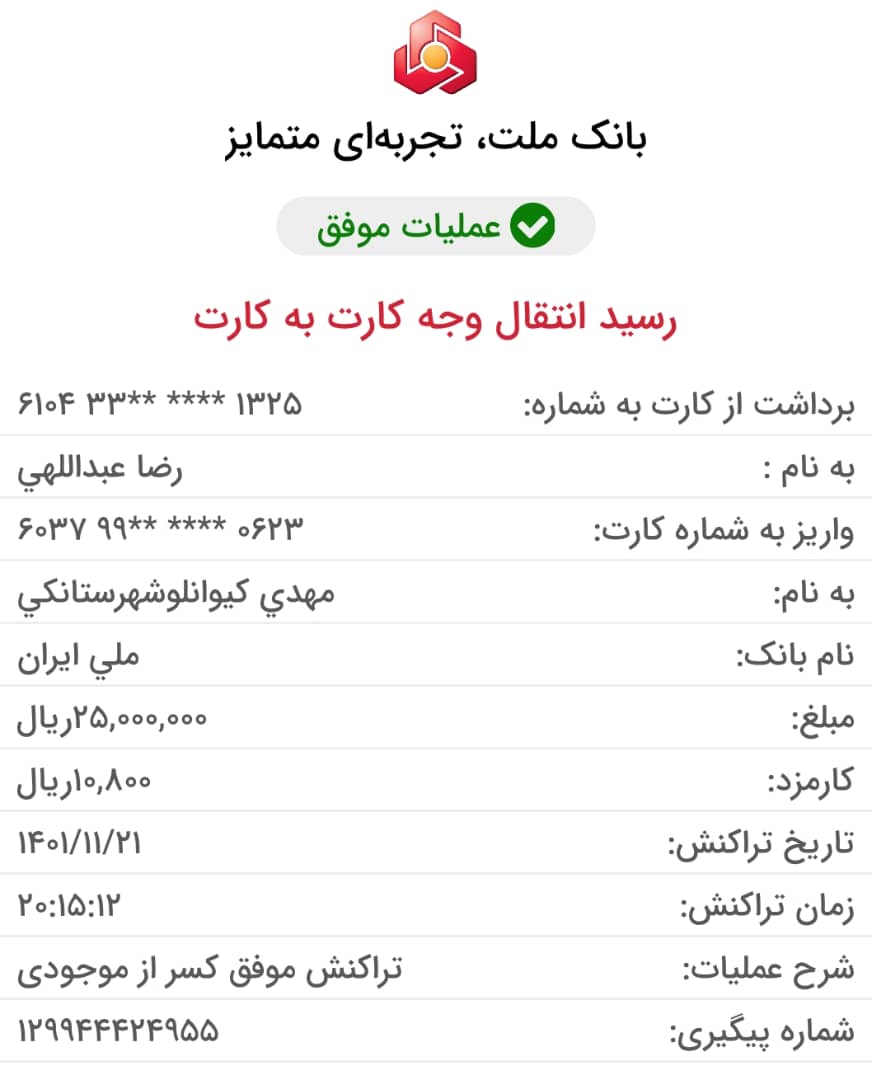 بانک ملت، تجربه‌ای متمایز
عملیات موفق
رسید انتقال وجه کارت به کارت
برداشت از کارت به شماره: ۶۱۰۴ ۳۳** **** ۱۳۲۵
به نام : رضا عبداللهي
واریز به شماره کارت: ۶۰۳۷ ۹۹** **** ۰۶۲۳
به نام: مهدي کيوانلوشهرستانکي
نام بانک: ملي ايران
مبلغ: ۲۵,۰۰۰,۰۰۰ریال
کارمزد: ۱۰,۸۰۰ریال
تاریخ تراکنش: ۱۴۰۱/۱۱/۲۱
زمان تراکنش: ۲۰:۱۵:۱۲
شرح عملیات: تراکنش موفق کسر از موجودی
شماره پیگیری: ۱۲۹۹۴۴۴۲۴۹۵۵